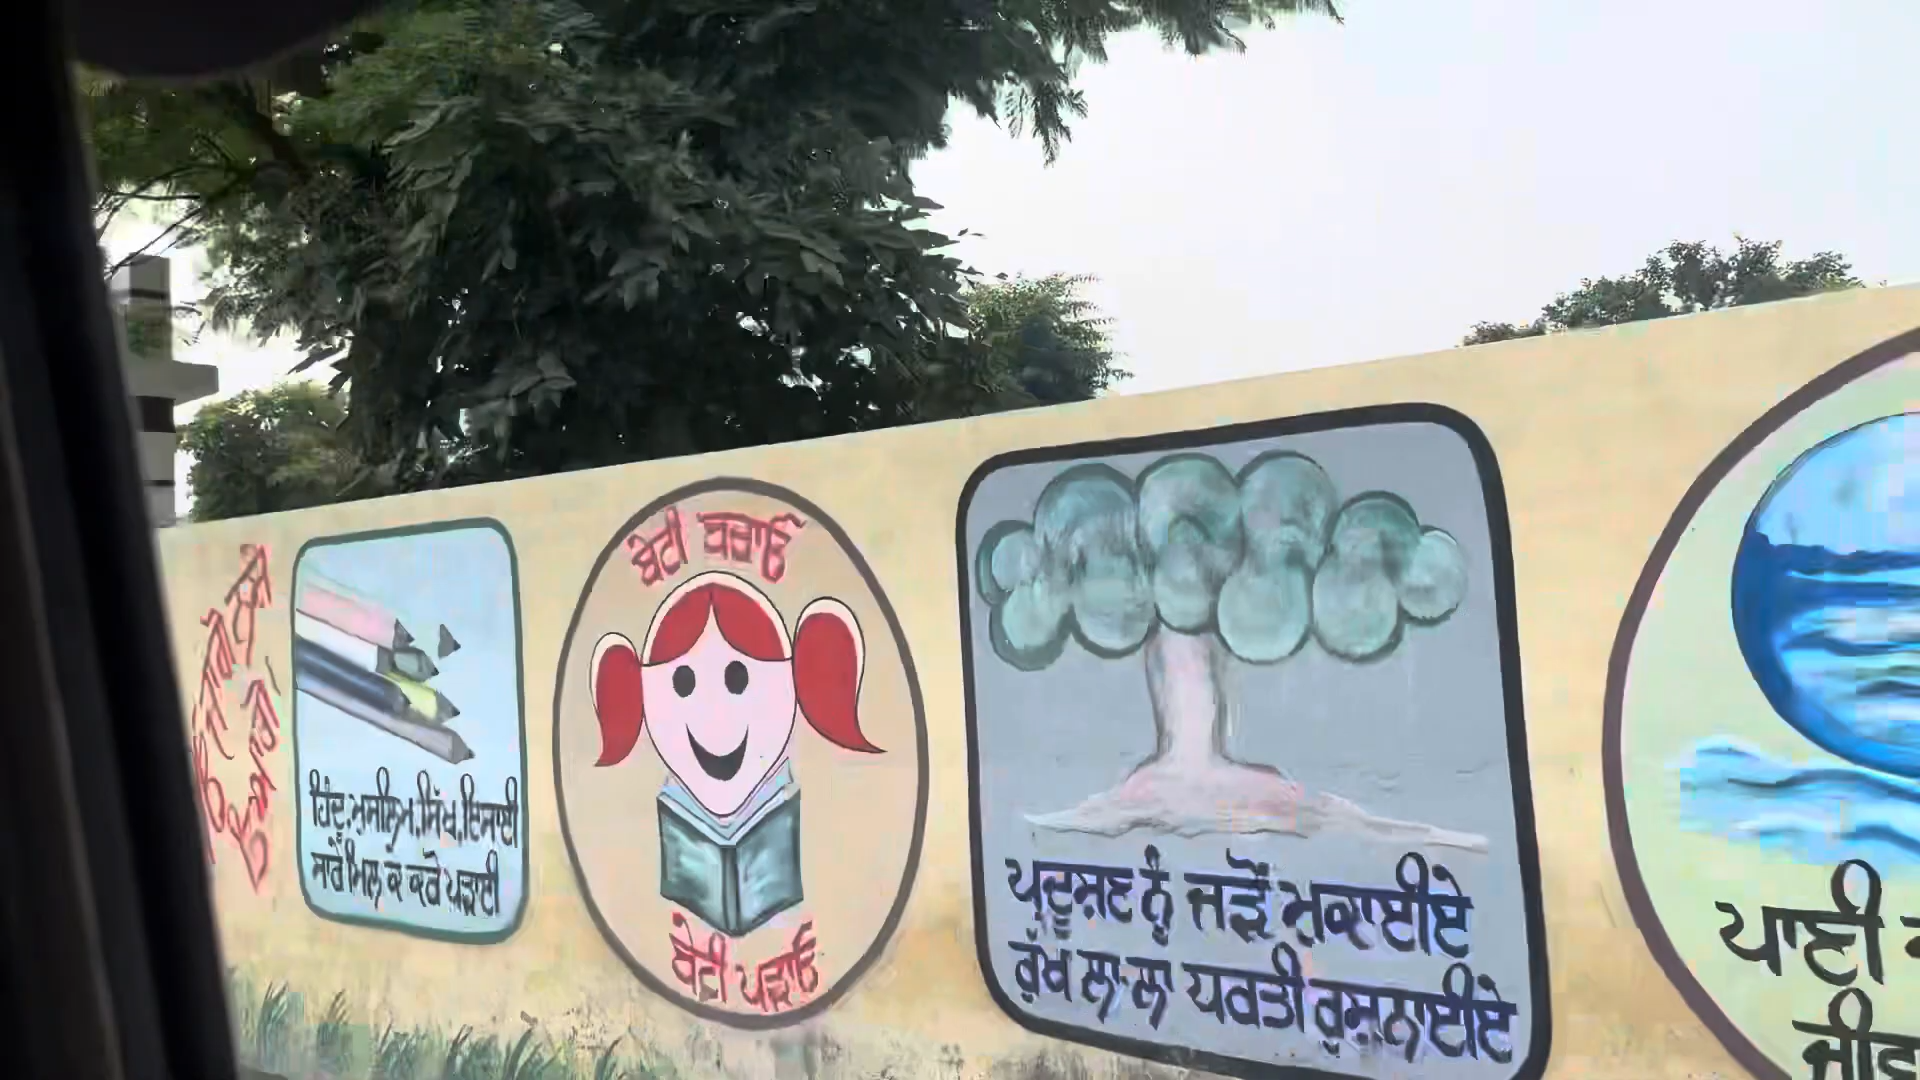 ਹਿੰਦੂ, ਮੁਸਲਿਮ, ਸਿੱਖ, ਇਸਾਈ
ਸਾਰੇ ਮਿਲ ਕੇ ਕਰੋ ਪੜ੍ਹਾਈ
ਬੇਟੀ ਬਚਾਓ
ਬੇਟੀ ਪੜ੍ਹਾਓ
ਪ੍ਰਦੂਸ਼ਣ ਨੂੰ ਜੜ੍ਹੋਂ ਮੁਕਾਈਏ
ਰੁੱਖ ਲਾ-ਲਾ ਧਰਤੀ ਰੁਸ਼ਨਾਈਏ
ਪਾਣੀ